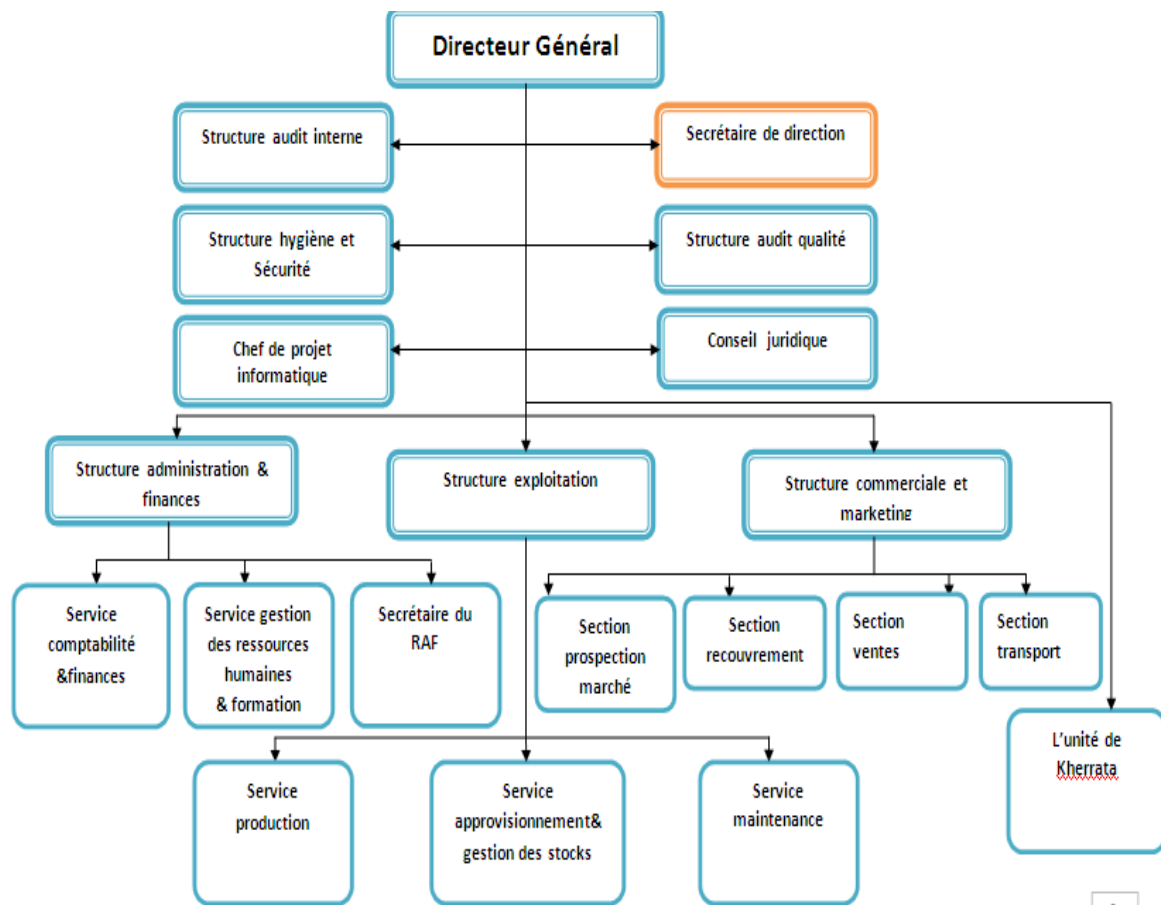 Directeur Général
Structure audit interne
Secrétaire de direction
Structure hygiène et
Sécurité
Structure audit qualité
Chef de projet
informatique
Conseil juridique
Structure administration &
finances
Structure exploitation
Structure commerciale et
marketing
Service
comptabilité
&finances
Service gestion
des ressources
humaines
& formation
Secrétaire du
RAF
Section
prospection
marché
Section
recouvrement
Section
ventes
Section
transport
L'unité de
Kherrata
Service
production
Service
approvisionnement&
gestion des stocks
Service
maintenance